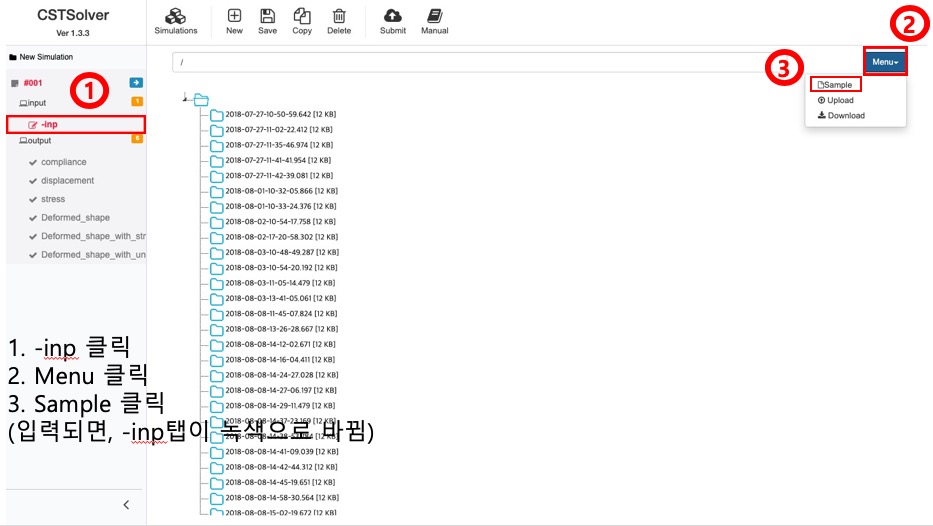 CSTSolver
Ver 1.3.3
Simulations
New
Save
Copy
Delete
Submit
Manual
2
New Simulation
/
Menu
3
#001
1
input
1
-inp
output
6
compliance
displacement
stress
Deformed_shape
Deformed_shape_with_str
Deformed_shape_with_un
Sample
Upload
Download
2018-07-27-10-50-59.642 [12 KB]
2018-07-27-11-02-22.412 [12 KB]
2018-07-27-11-35-46.974 [12 KB]
2018-07-27-11-41-41.954 [12 KB]
2018-07-27-11-42-39.081 [12 KB]
2018-08-01-10-32-05.866 [12 KB]
2018-08-01-10-33-24.376 [12 KB]
2018-08-02-10-54-17.758 [12 KB]
2018-08-02-17-20-58.302 [12 KB]
2018-08-03-10-48-49.287 [12 KB]
2018-08-03-10-54-20.192 [12 KB]
2018-08-03-11-05-14.479 [12 KB]
2018-08-03-13-41-05.061 [12 KB]
2018-08-08-11-45-07.824 [12 KB]
2018-08-08-13-26-28.667 [12 KB]
2018-08-08-14-12-02.671 [12 KB]
2018-08-08-14-16-04.411 [12 KB]
2018-08-08-14-24-27.028 [12 KB]
2018-08-08-14-27-06.197 [12 KB]
2018-08-08-14-29-11.479 [12 KB]
2018-08-08-14-37-23.169 [12 KB]
2018-08-08-14-41-09.039 [12 KB]
2018-08-08-14-42-44.312 [12 KB]
2018-08-08-14-45-19.651 [12 KB]
2018-08-08-14-58-30.564 [12 KB]
2018-08-08-15-02-19.672 [12 KB]
1. -inp 클릭
2. Menu 클릭
3. Sample 클릭
(입력되면, -inp탭이 녹색으로 바뀜)